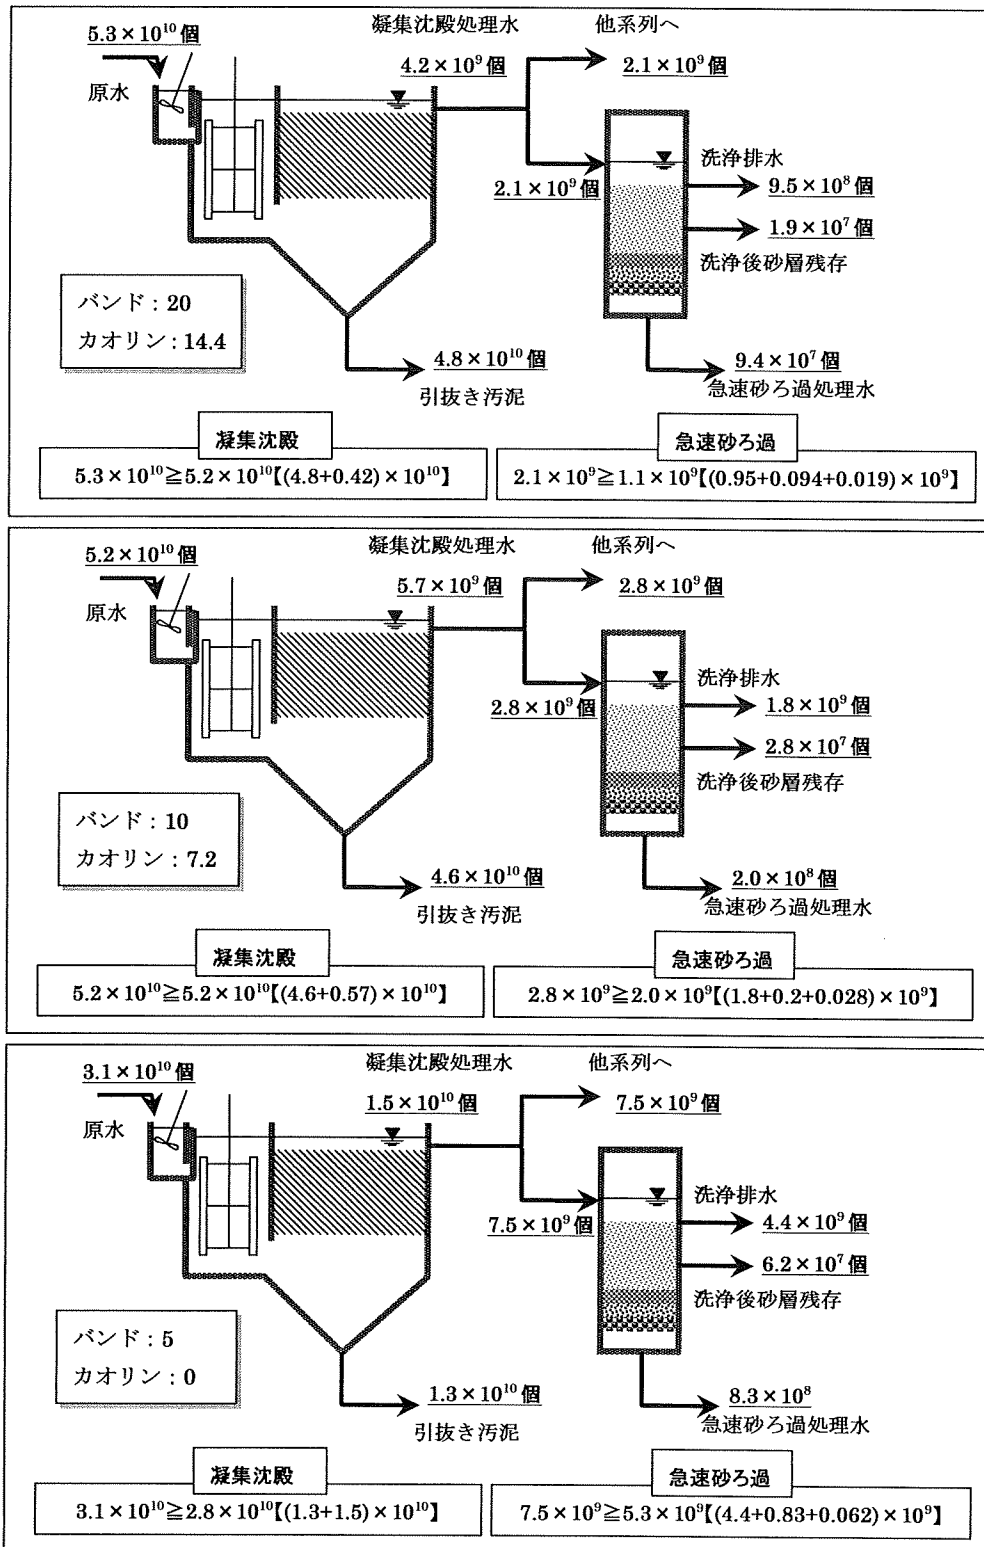 5.3×10¹⁰個
原水
凝集沈殿処理水
4.2×10⁹個
他系列へ
2.1×10⁹個
2.1×10⁹個
洗浄排水
9.5×10⁸個
1.9×10⁷個
洗浄後砂層残存
バンド：20
カオリン：14.4
4.8×10¹⁰個
引抜き汚泥
9.4×10⁷個
急速砂ろ過処理水
凝集沈殿
5.3×10¹⁰≧5.2×10¹⁰【(4.8+0.42)×10¹⁰】
急速砂ろ過
2.1×10⁹≧1.1×10⁹【(0.95+0.094+0.019)×10⁹】
5.2×10¹⁰個
原水
凝集沈殿処理水
5.7×10⁹個
他系列へ
2.8×10⁹個
2.8×10⁹個
洗浄排水
1.8×10⁹個
2.8×10⁷個
洗浄後砂層残存
バンド：10
カオリン：7.2
4.6×10¹⁰個
引抜き汚泥
2.0×10⁸個
急速砂ろ過処理水
凝集沈殿
5.2×10¹⁰≧5.2×10¹⁰【(4.6+0.57)×10¹⁰】
急速砂ろ過
2.8×10⁹≧2.0×10⁹【(1.8+0.2+0.028)×10⁹】
3.1×10¹⁰個
原水
凝集沈殿処理水
1.5×10¹⁰個
他系列へ
7.5×10⁹個
7.5×10⁹個
洗浄排水
4.4×10⁹個
6.2×10⁷個
洗浄後砂層残存
バンド：5
カオリン：0
1.3×10¹⁰個
引抜き汚泥
8.3×10⁸
急速砂ろ過処理水
凝集沈殿
3.1×10¹⁰≧2.8×10¹⁰【(1.3+1.5)×10¹⁰】
急速砂ろ過
7.5×10⁹≧5.3×10⁹【(4.4+0.83+0.062)×10⁹】